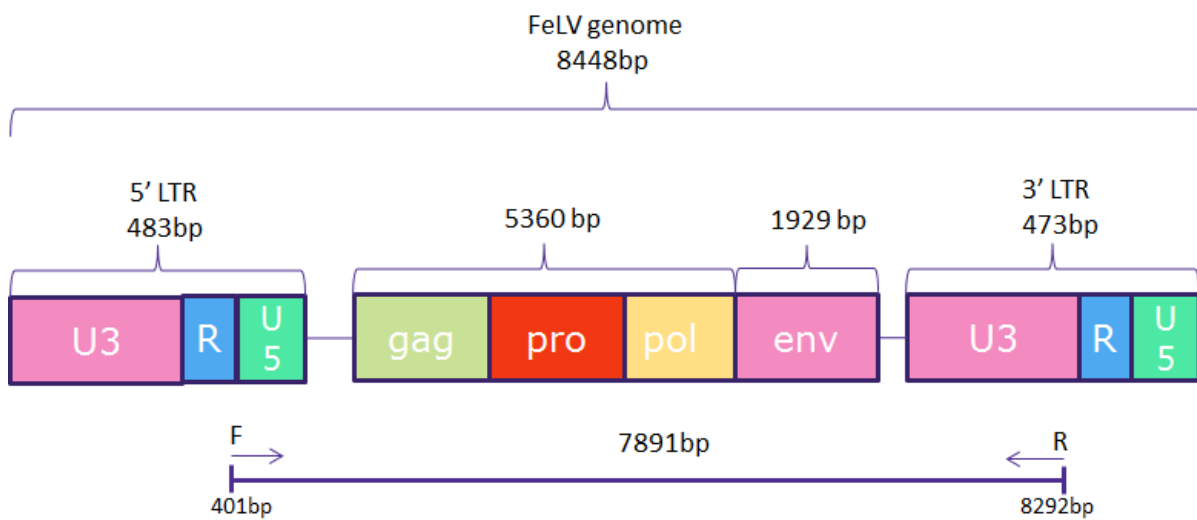 FeLV genome
8448bp
5’ LTR
483bp
5360 bp
1929 bp
3’ LTR
473bp
U3
R
U
5
gag
pro
pol
env
U3
R
U
5
F
7891bp
R
401bp
8292bp